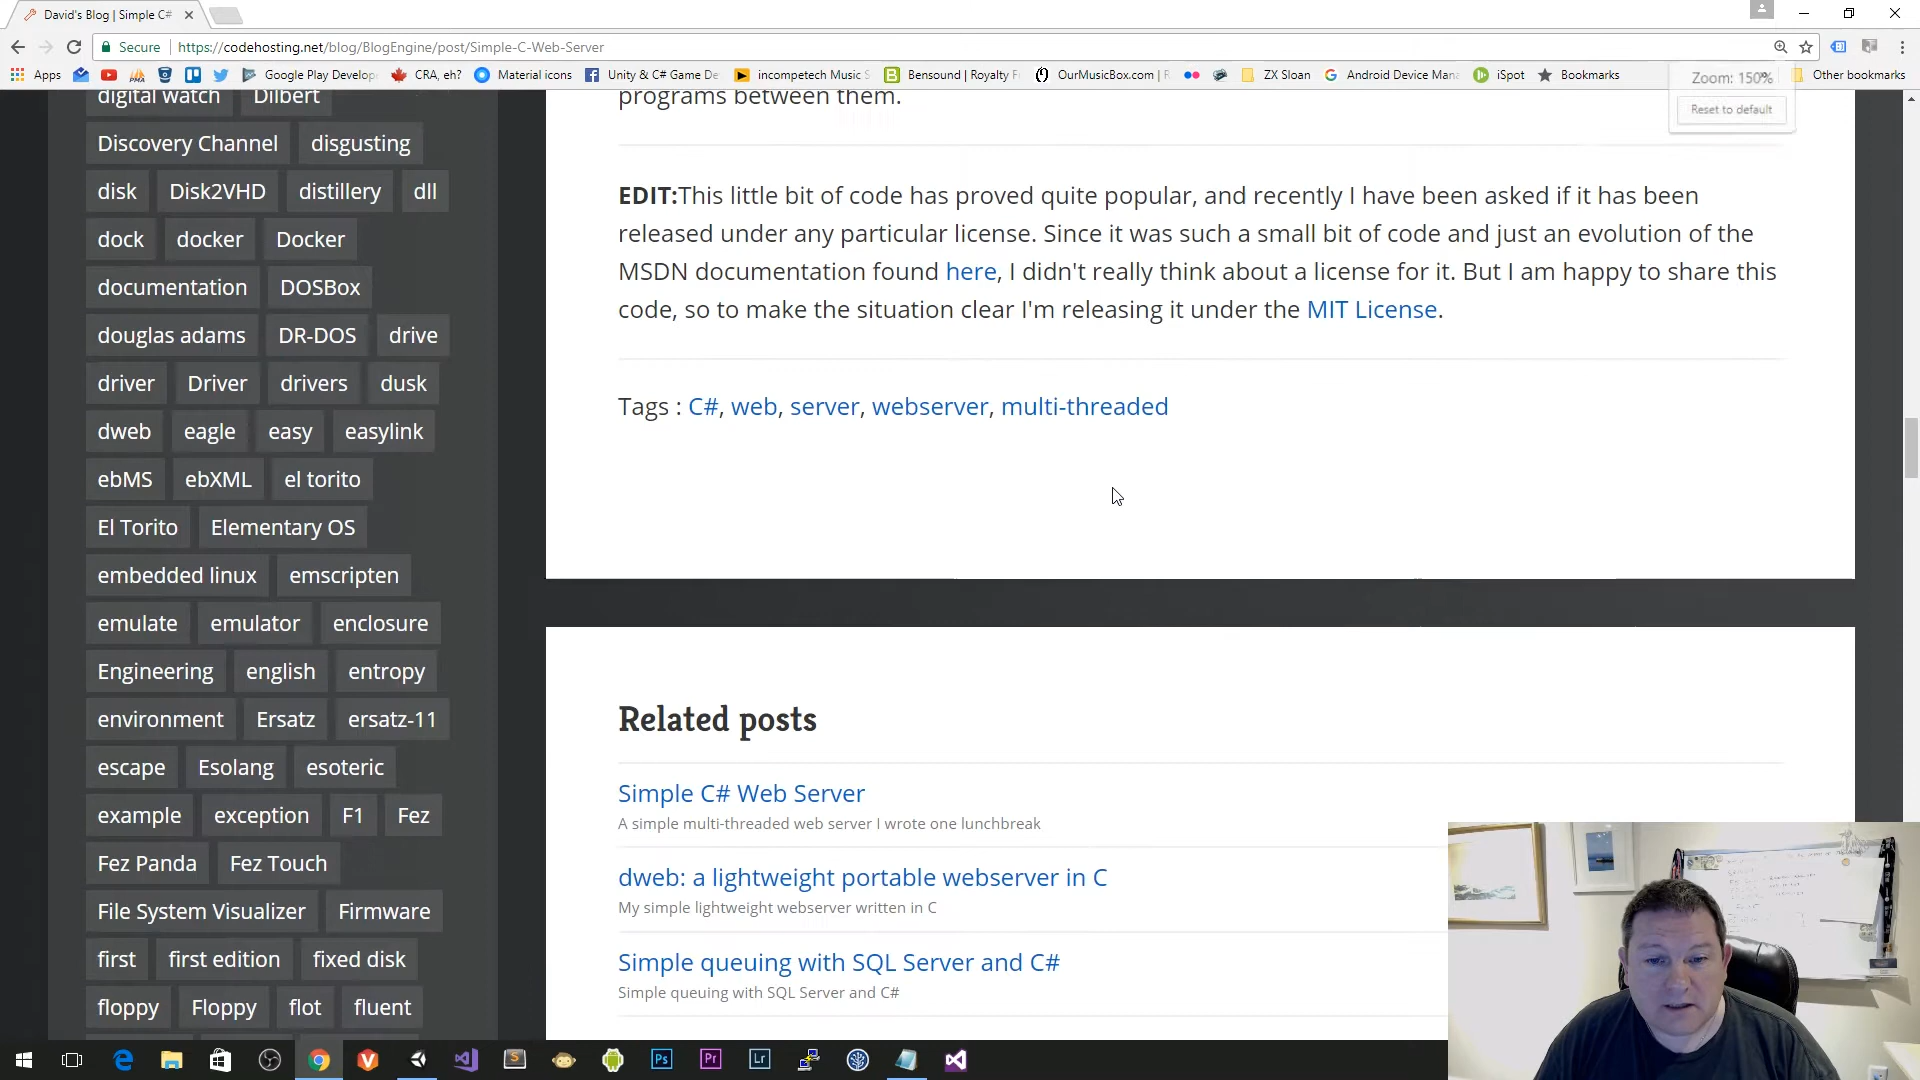 David's Blog | Simple C#
Secure
https://codehosting.net/blog/BlogEngine/post/Simple-C-Web-Server
Apps
Google Play Develop
CRA, eh?
Material icons
Unity & C# Game De
incompetech Music S
Bensound | Royalty F
OurMusicBox.com | R
ZX Sloan
Android Device Mana
iSpot
Bookmarks
Other bookmarks
Zoom: 150%
Reset to default
digital watch Dilbert
Discovery Channel disgusting
disk Disk2VHD distillery dll
dock docker Docker
documentation DOSBox
douglas adams DR-DOS drive
driver Driver drivers dusk
dweb eagle easy easylink
ebMS ebXML el torito
El Torito Elementary OS
embedded linux emscripten
emulate emulator enclosure
Engineering english entropy
environment Ersatz ersatz-11
escape Esolang esoteric
example exception F1 Fez
Fez Panda Fez Touch
File System Visualizer Firmware
first first edition fixed disk
floppy Floppy flot fluent
programs between them.
EDIT:This little bit of code has proved quite popular, and recently I have been asked if it has been
released under any particular license. Since it was such a small bit of code and just an evolution of the
MSDN documentation found here, I didn't really think about a license for it. But I am happy to share this
code, so to make the situation clear I'm releasing it under the MIT License.
Tags : C#, web, server, webserver, multi-threaded
Related posts
Simple C# Web Server
A simple multi-threaded web server I wrote one lunchbreak
dweb: a lightweight portable webserver in C
My simple lightweight webserver written in C
Simple queuing with SQL Server and C#
Simple queuing with SQL Server and C#
Ps
Pr
Lr